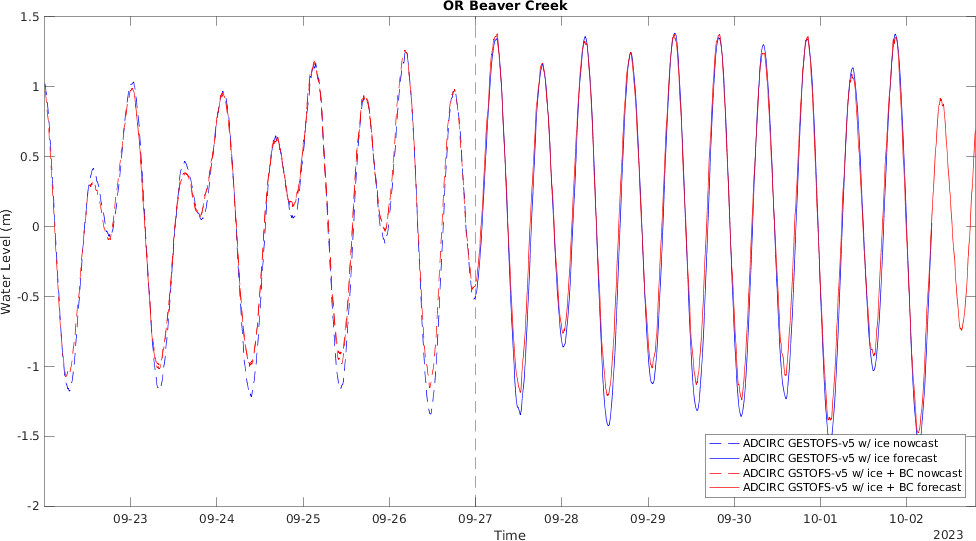 OR Beaver Creek
1.5
1
0.5
0
-0.5
-1
-1.5
-2
Water Level (m)
ADCIRC GESTOFS-v5 w/ ice nowcast
ADCIRC GESTOFS-v5 w/ ice forecast
ADCIRC GSTOFS-v5 w/ ice + BC nowcast
ADCIRC GSTOFS-v5 w/ ice + BC forecast
09-23 09-24 09-25 09-26 09-27 09-28 09-29 09-30 10-01 10-02
Time
2023